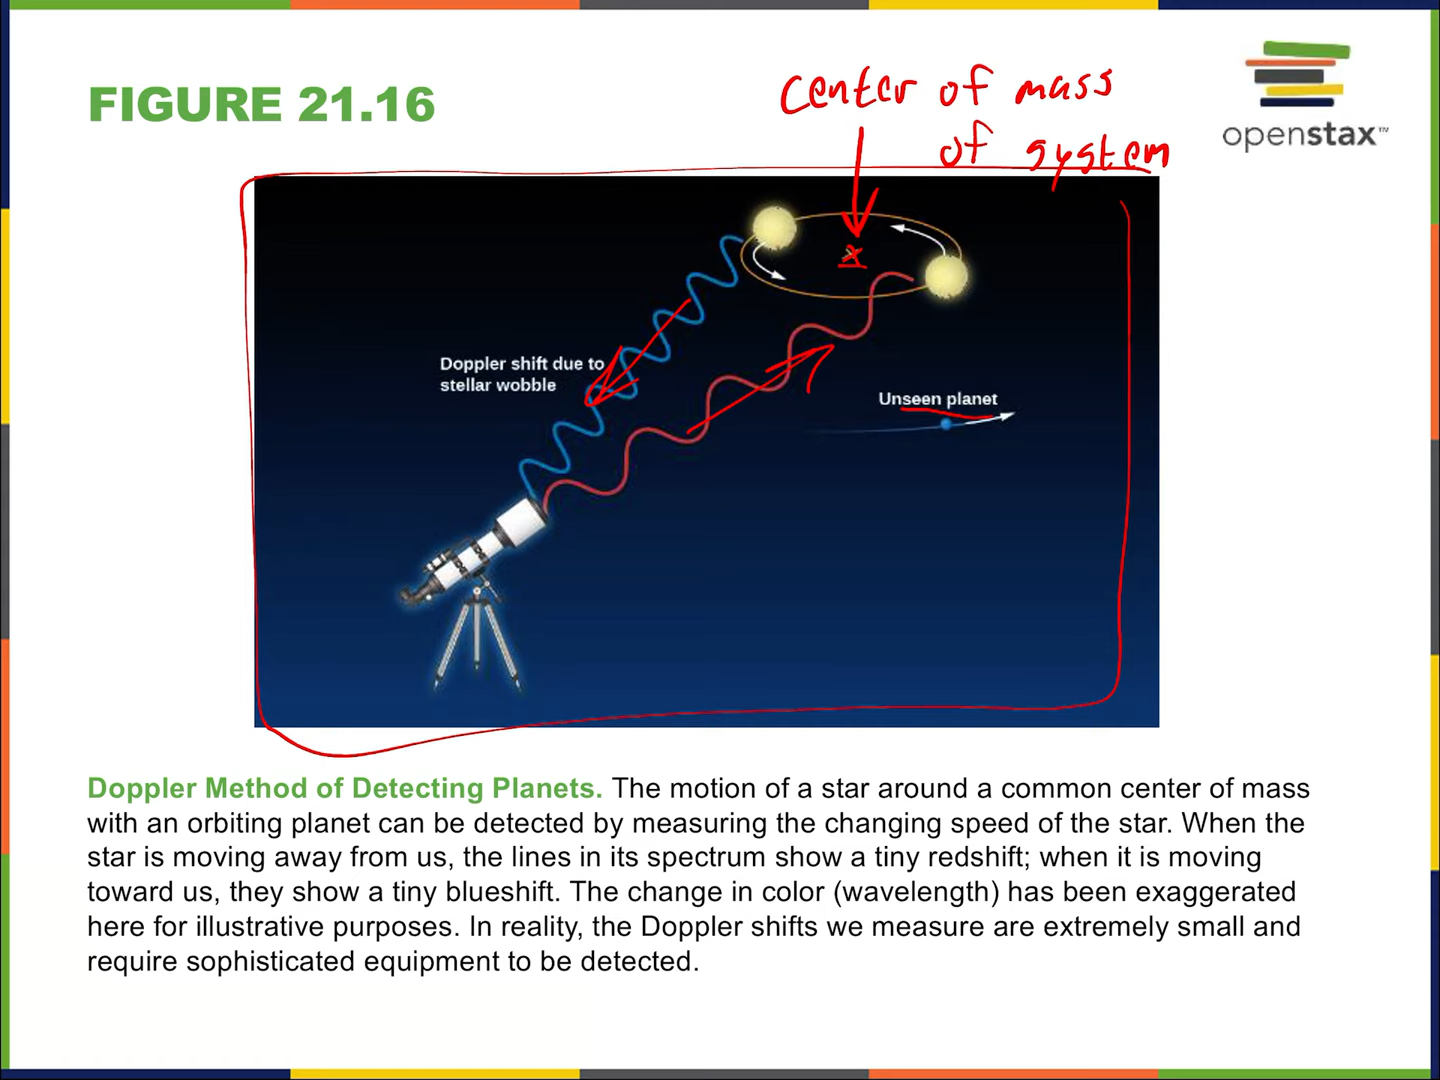 FIGURE 21.16
center of mass
of system
openstax™
Doppler shift due to
stellar wobble
Unseen planet
Doppler Method of Detecting Planets. The motion of a star around a common center of mass
with an orbiting planet can be detected by measuring the changing speed of the star. When the
star is moving away from us, the lines in its spectrum show a tiny redshift; when it is moving
toward us, they show a tiny blueshift. The change in color (wavelength) has been exaggerated
here for illustrative purposes. In reality, the Doppler shifts we measure are extremely small and
require sophisticated equipment to be detected.